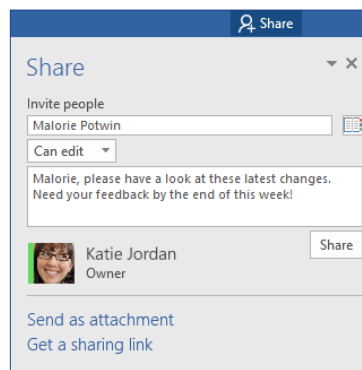 Share
Share
Invite people
Malorie Potwin
Can edit
Malorie, please have a look at these latest changes.
Need your feedback by the end of this week!
Share
Katie Jordan
Owner
Send as attachment
Get a sharing link